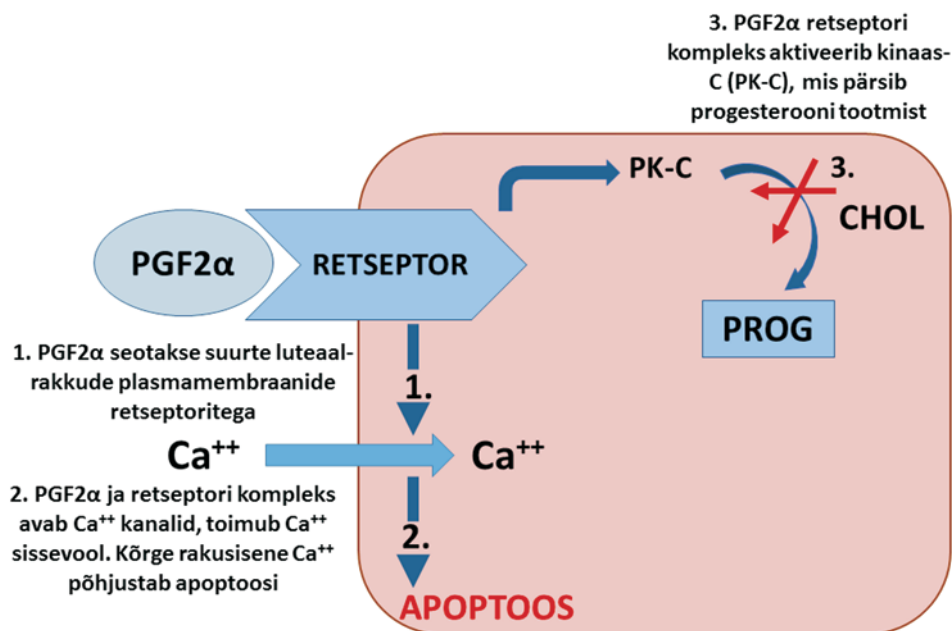 3. PGF2α retseptori
kompleks aktiveerib kinaas-
C (PK-C), mis pärsib
progesterooni tootmist
PK-C
3.
CHOL
PGF2α
RETSEPTOR
PROG
1. PGF2α seotakse suurte luteaal-
rakkude plasmamembraanide
retseptoritega
1.
Ca⁺⁺
Ca⁺⁺
2. PGF2α ja retseptori kompleks
avab Ca⁺⁺ kanalid, toimub Ca⁺⁺
sissevool. Kõrge rakusisene Ca⁺⁺
põhjustab apoptoosi
2.
APOPTOOS